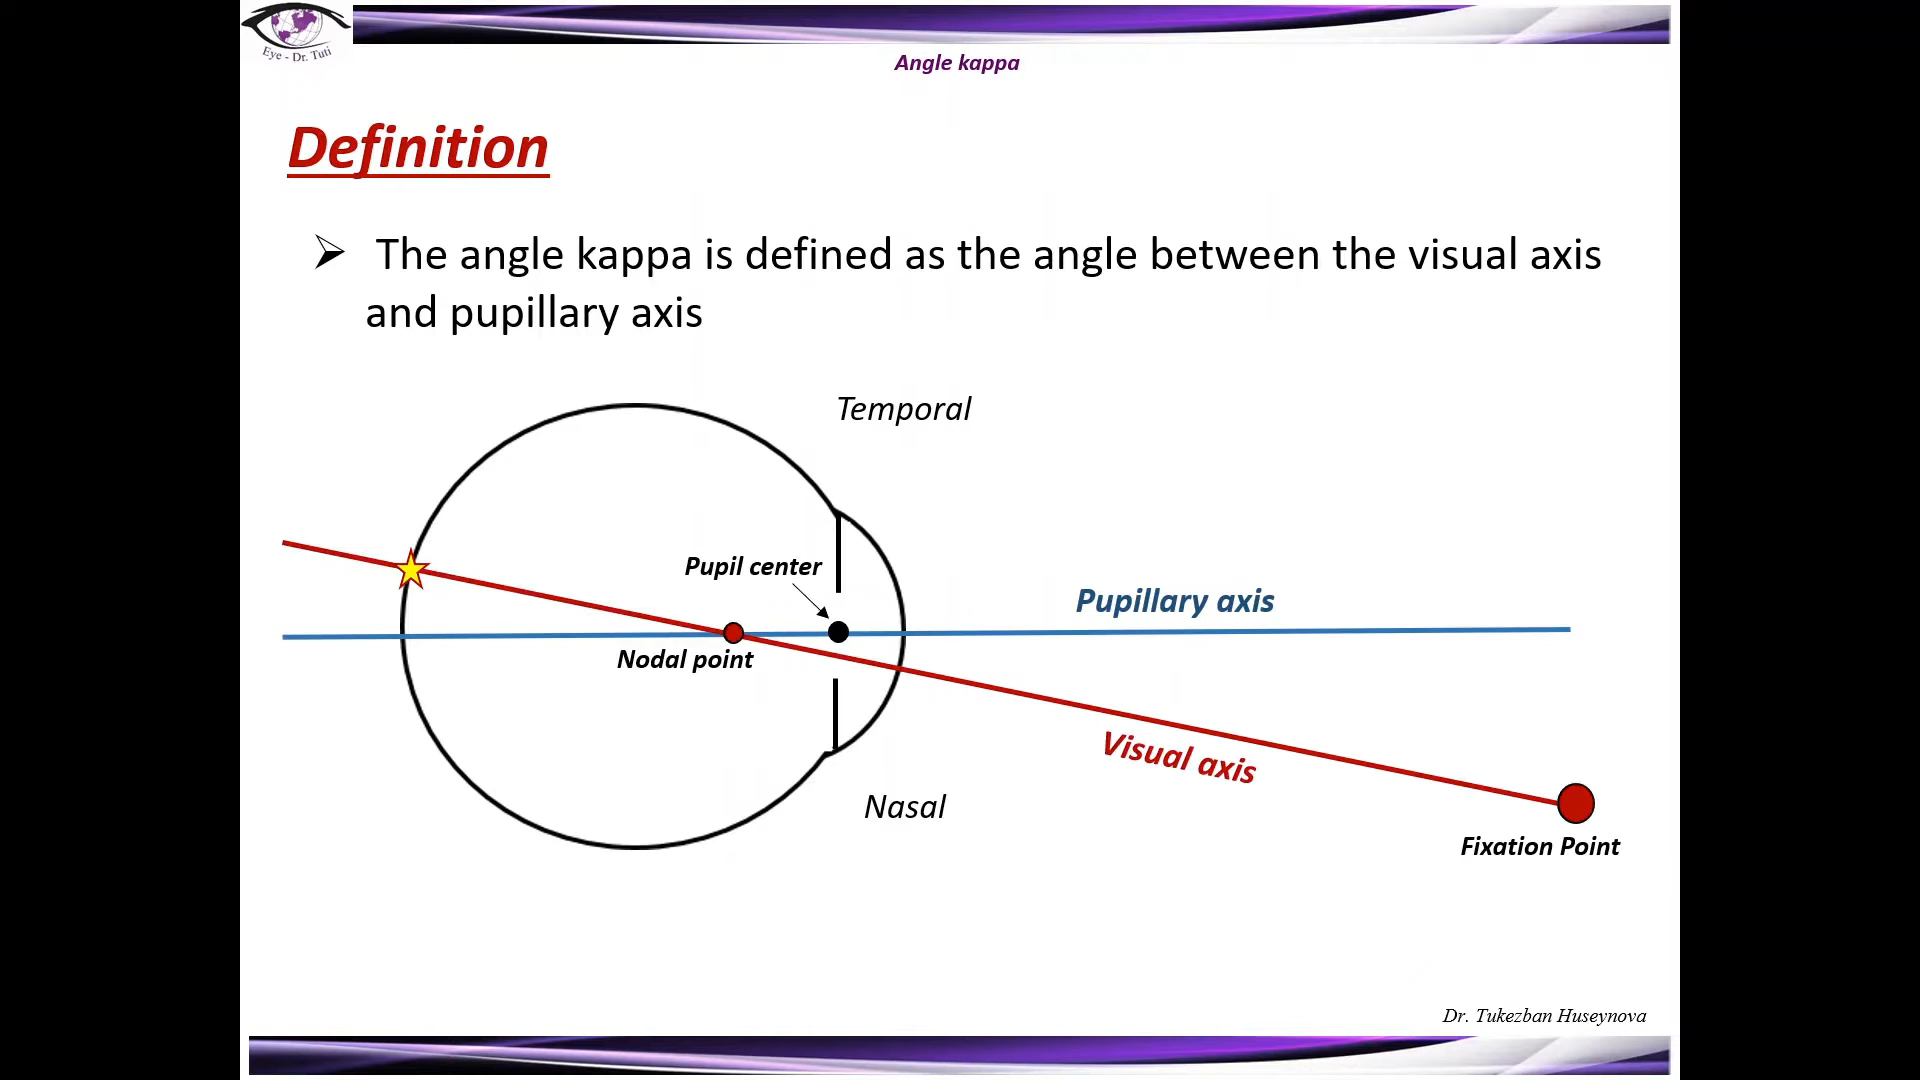 Eye - Dr. Tuti
Angle kappa
Definition
➢ The angle kappa is defined as the angle between the visual axis
and pupillary axis
Temporal
Pupil center
Pupillary axis
Nodal point
Visual axis
Nasal
Fixation Point
Dr. Tukezban Huseynova